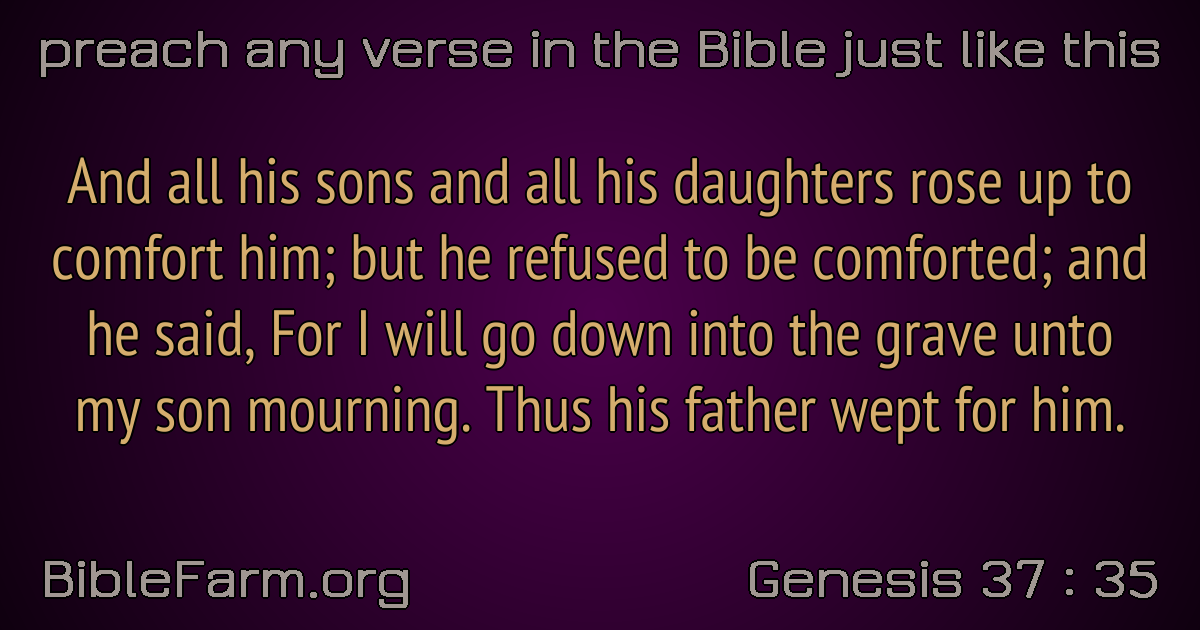 preach any verse in the Bible just like this
And all his sons and all his daughters rose up to
comfort him; but he refused to be comforted; and
he said, For I will go down into the grave unto
my son mourning. Thus his father wept for him.
BibleFarm.org
Genesis 37 : 35